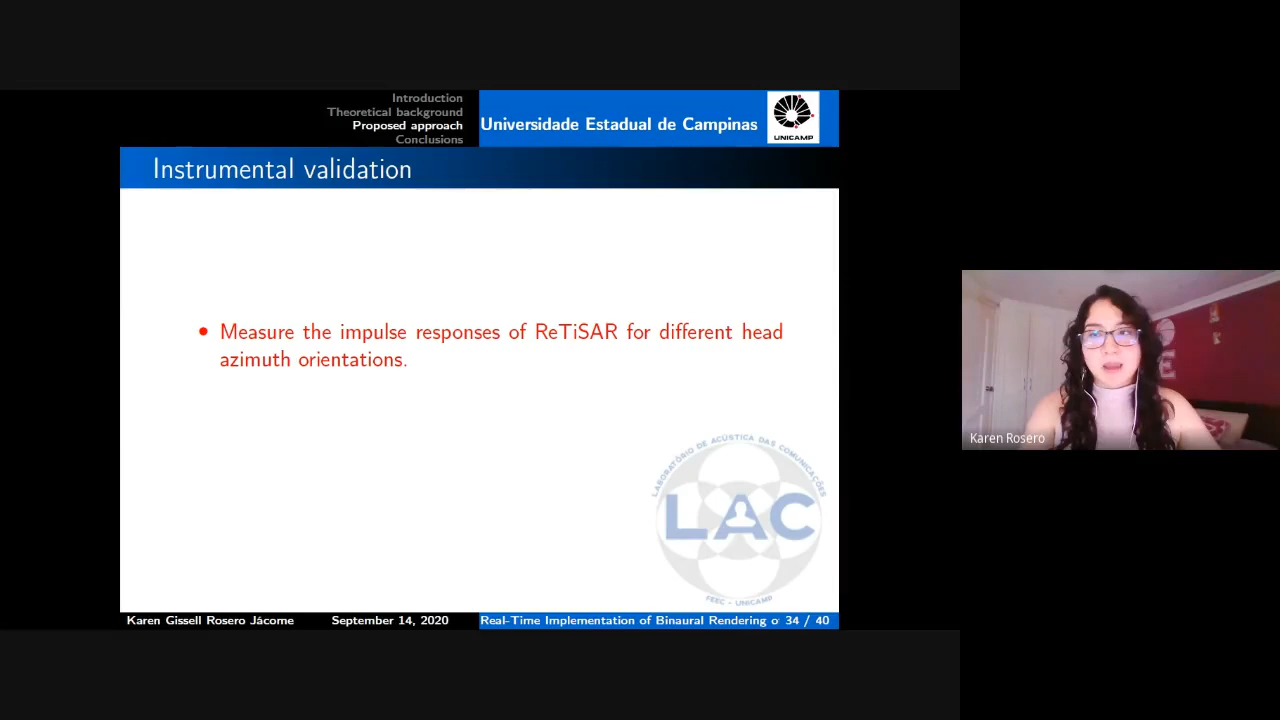 Introduction
Theoretical background
Proposed approach
Conclusions
Universidade Estadual de Campinas
UNICAMP
Instrumental validation
• Measure the impulse responses of ReTiSAR for different head
azimuth orientations.
LABORATÓRIO DE ACÚSTICA DAS COMUNICAÇÕES
LAC
FEEC - UNICAMP
Karen Rosero
Karen Gissell Rosero Jácome September 14, 2020 Real-Time Implementation of Binaural Rendering o 34 / 40